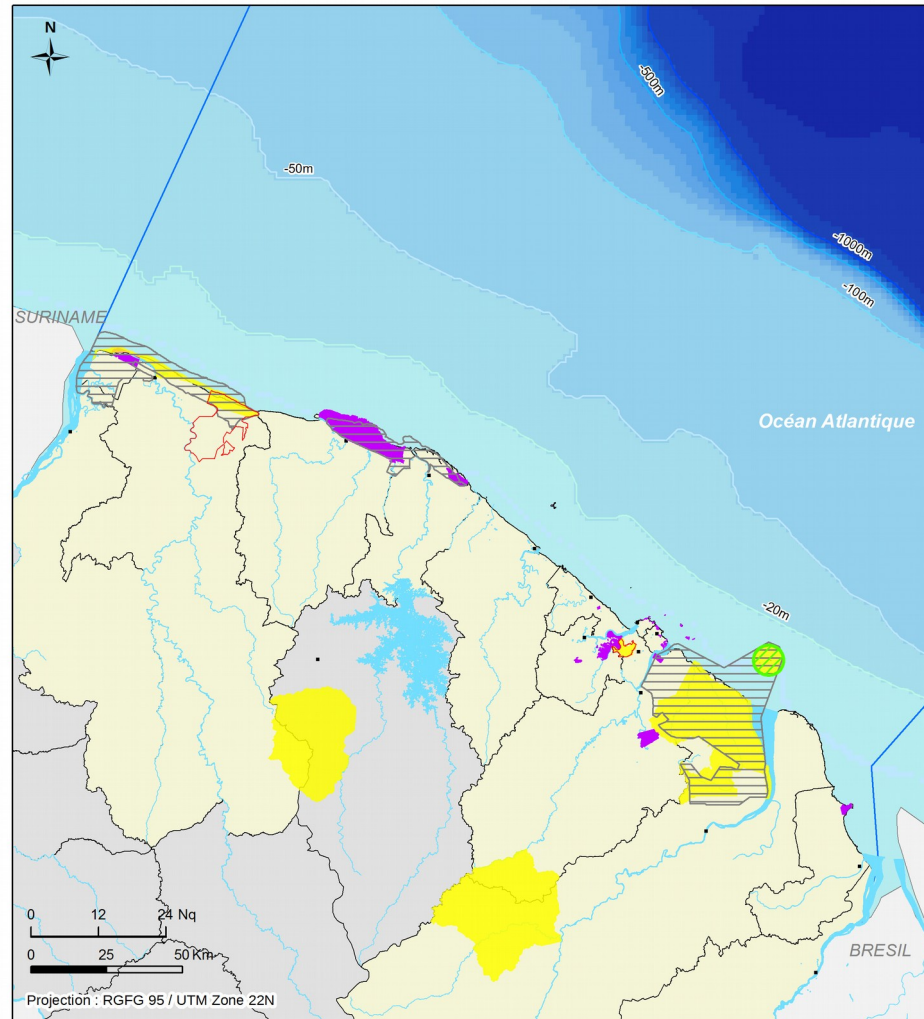 N
-500m
-50m
-1000m
-100m
SURINAME
Océan Atlantique
-20m
0 12 24 Nq
0 25 50 Km
BRESIL
Projection : RGFG 95 / UTM Zone 22N